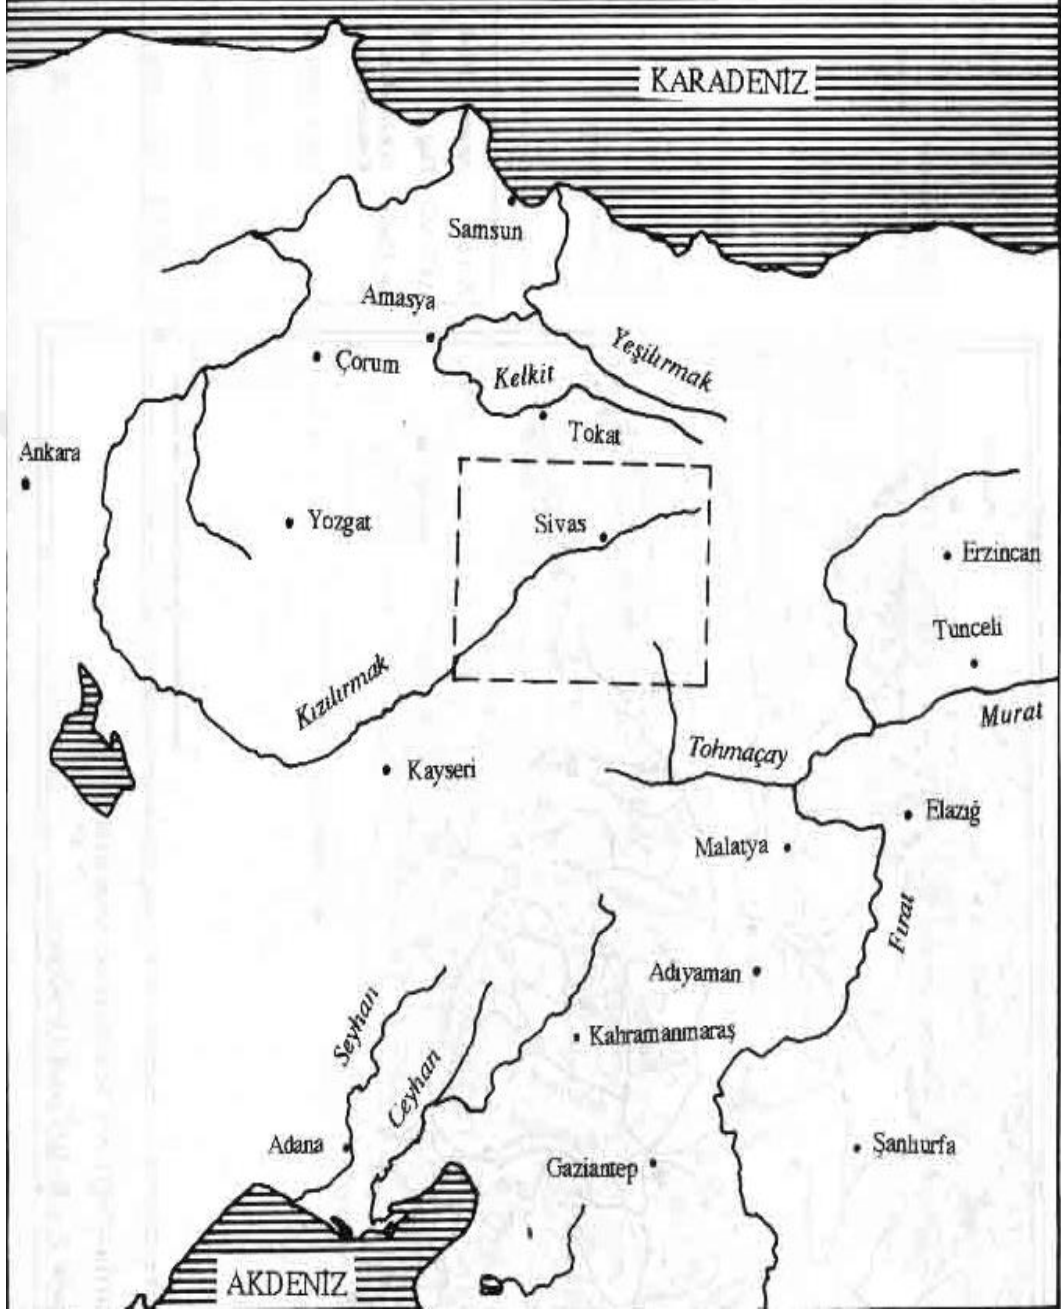 KARADENİZ
Samsun
Amasya
Çorum
Yeşilırmak
Kelkit
Tokat
Ankara
Yozgat
Sivas
Erzincan
Tunceli
Kızılırmak
Murat
Tohmaçay
Kayseri
Elazığ
Malatya
Fırat
Adıyaman
Seyhan
Kahramanmaraş
Ceyhan
Adana
Gaziantep
Şanlıurfa
AKDENİZ